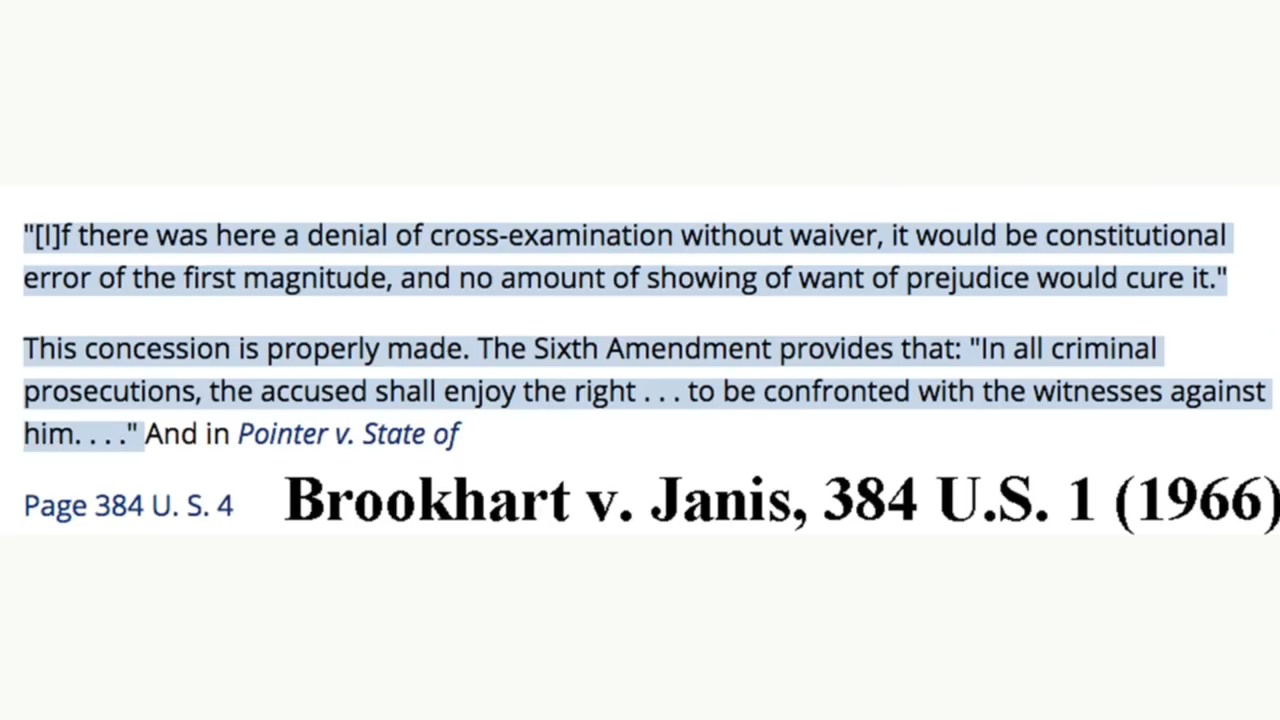 "[I]f there was here a denial of cross-examination without waiver, it would be constitutional
error of the first magnitude, and no amount of showing of want of prejudice would cure it."
This concession is properly made. The Sixth Amendment provides that: "In all criminal
prosecutions, the accused shall enjoy the right . . . to be confronted with the witnesses against
him. . . ." And in Pointer v. State of
Page 384 U. S. 4
Brookhart v. Janis, 384 U.S. 1 (1966)